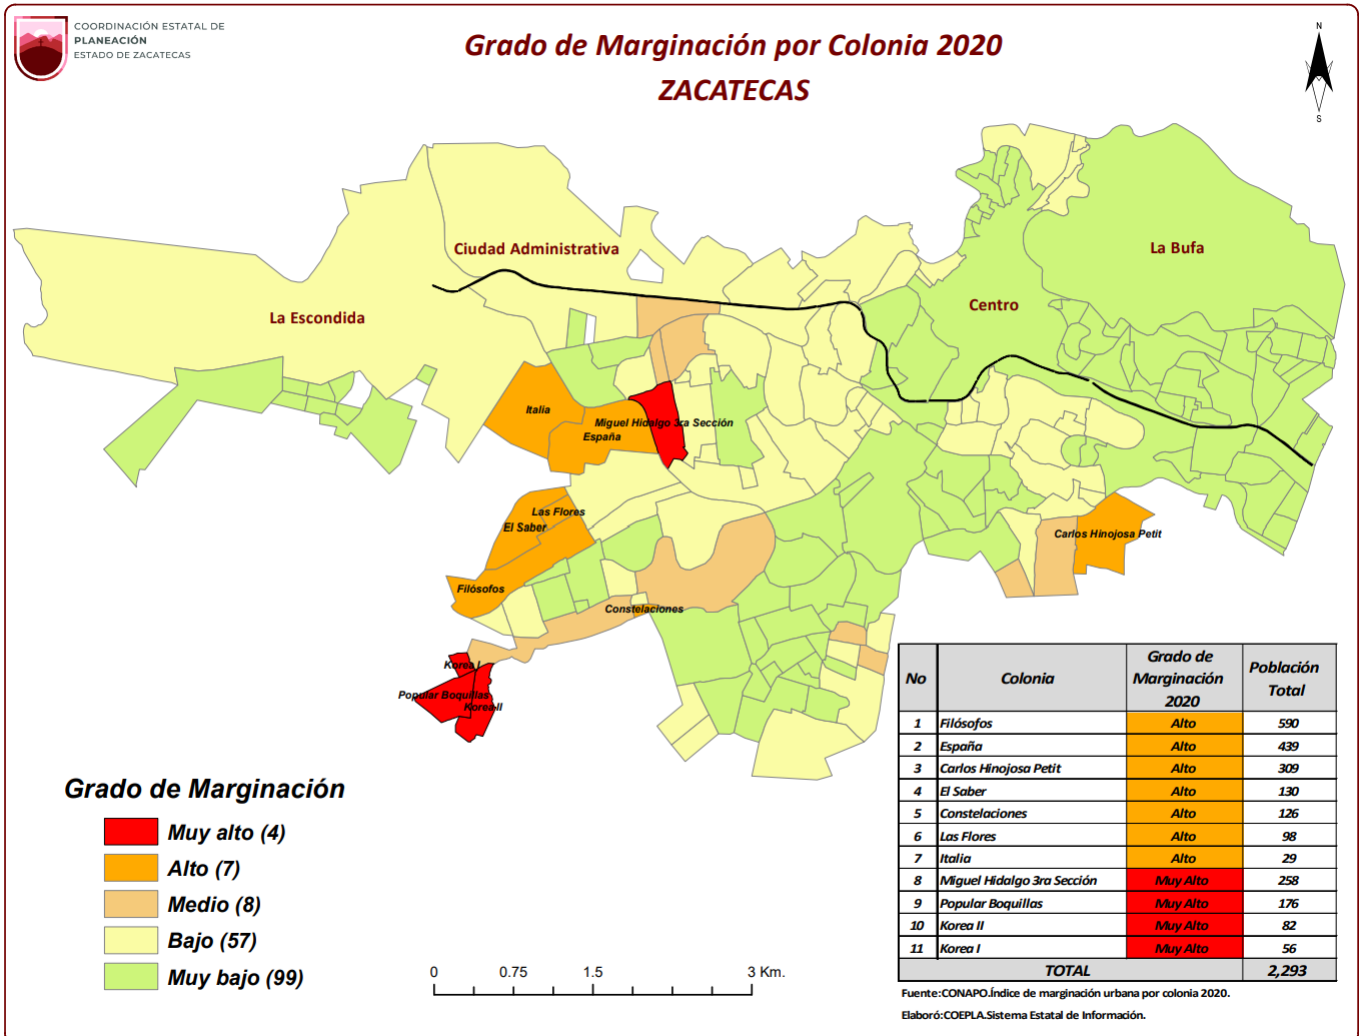 COORDINACIÓN ESTATAL DE
PLANEACIÓN
ESTADO DE ZACATECAS
Grado de Marginación por Colonia 2020
ZACATECAS
N
S
Ciudad Administrativa
La Bufa
La Escondida
Centro
Italia
Miguel Hidalgo 3ra Sección
España
Las Flores
El Saber
Carlos Hinojosa Petit
Filósofos
Constelaciones
Korea I
Popular Boquillas
Korea II
Grado de Marginación
Muy alto (4)
Alto (7)
Medio (8)
Bajo (57)
Muy bajo (99)
0 0.75 1.5 3 Km.
No Colonia Grado de Marginación 2020 Población Total
1 Filósofos Alto 590
2 España Alto 439
3 Carlos Hinojosa Petit Alto 309
4 El Saber Alto 130
5 Constelaciones Alto 126
6 Las Flores Alto 98
7 Italia Alto 29
8 Miguel Hidalgo 3ra Sección Muy Alto 258
9 Popular Boquillas Muy Alto 176
10 Korea II Muy Alto 82
11 Korea I Muy Alto 56
TOTAL 2,293
Fuente:CONAPO.Índice de marginación urbana por colonia 2020.
Elaboró:COEPLA.Sistema Estatal de Información.